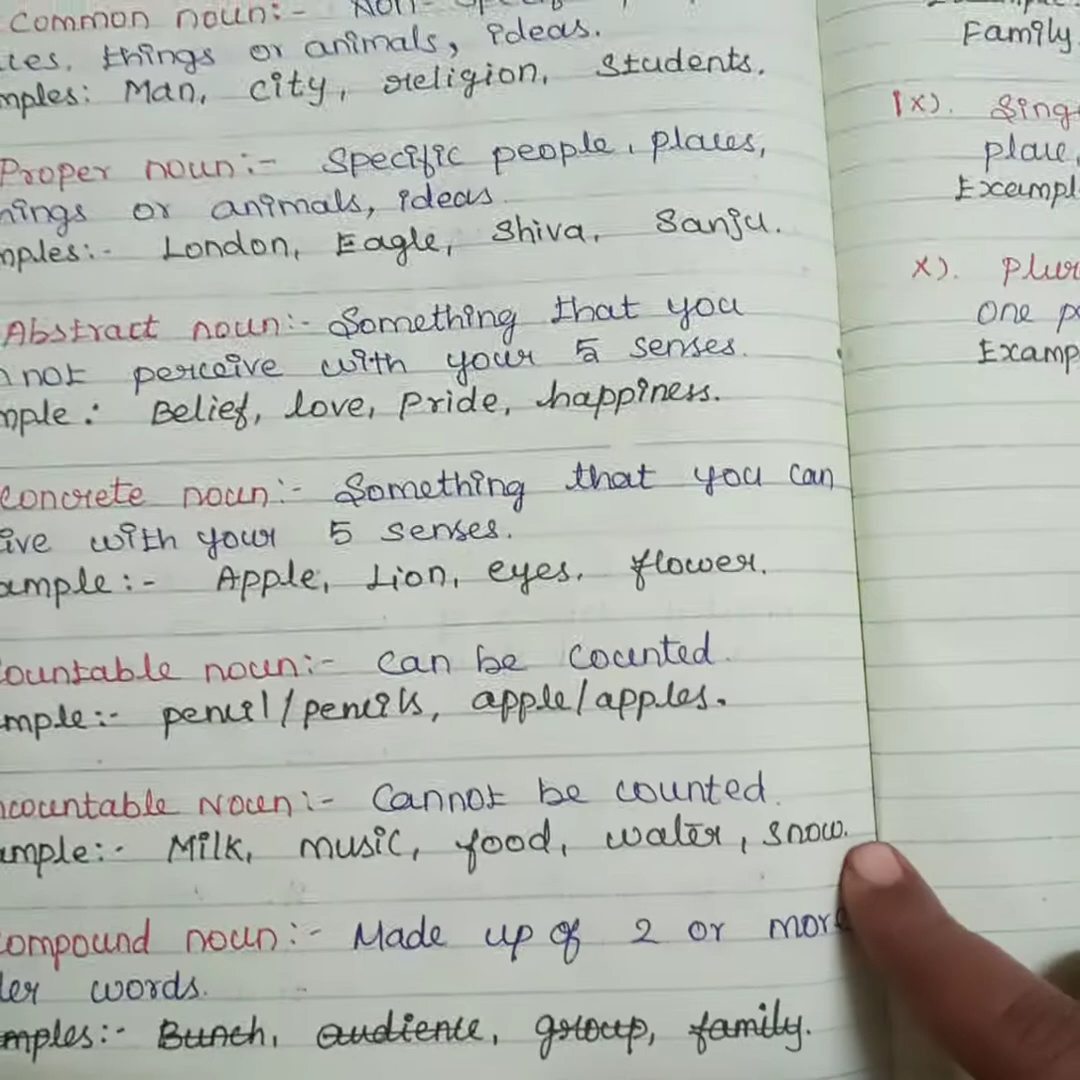 Common noun:- Non-
things or animals, ideas.
mples: Man, city, religion, Students.
Proper noun:- Specific people, places,
hings or animals, ideas.
mples:- London, Eagle, Shiva, Sanju.
Abstract noun:- Something that you
not perceive with your 5 senses.
mple: Belief, love, pride, happiness.
concrete noun:- Something that you can
ive with your 5 senses.
ample:- Apple, Lion, eyes, flower.
ountable noun:- can be counted.
mple:- pencil/pencils, apple/apples.
countable Noun:- Cannot be counted.
ample:- Milk, music, food, water, snow.
compound noun:- Made up of 2 or more
ler words.
mples:- Bunch, audience, group, family.
Family
ix). Sing
place,
Exampl
x). plur
one p
Examp